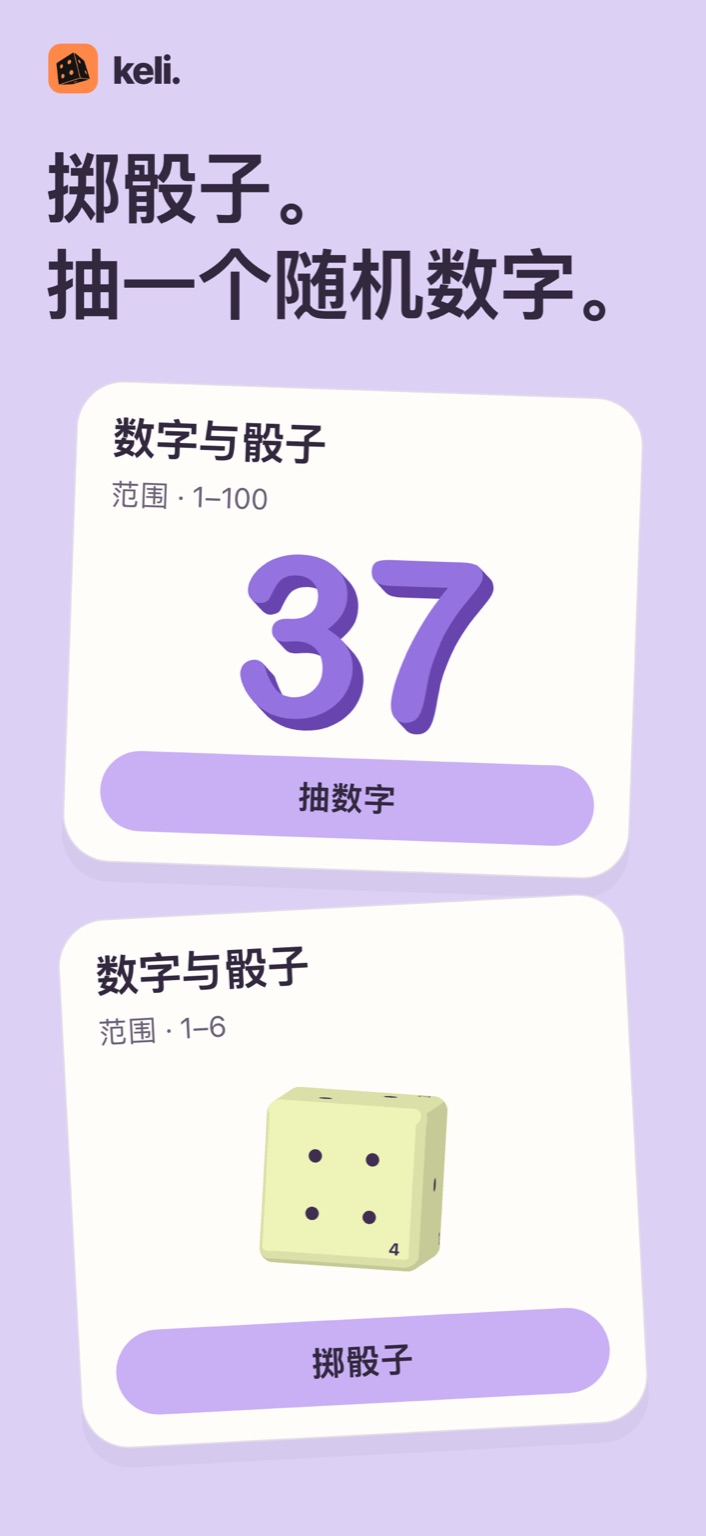 keli.
掷骰子。
抽一个随机数字。
数字与骰子
范围 · 1–100
37
抽数字
数字与骰子
范围 · 1–6
4
掷骰子